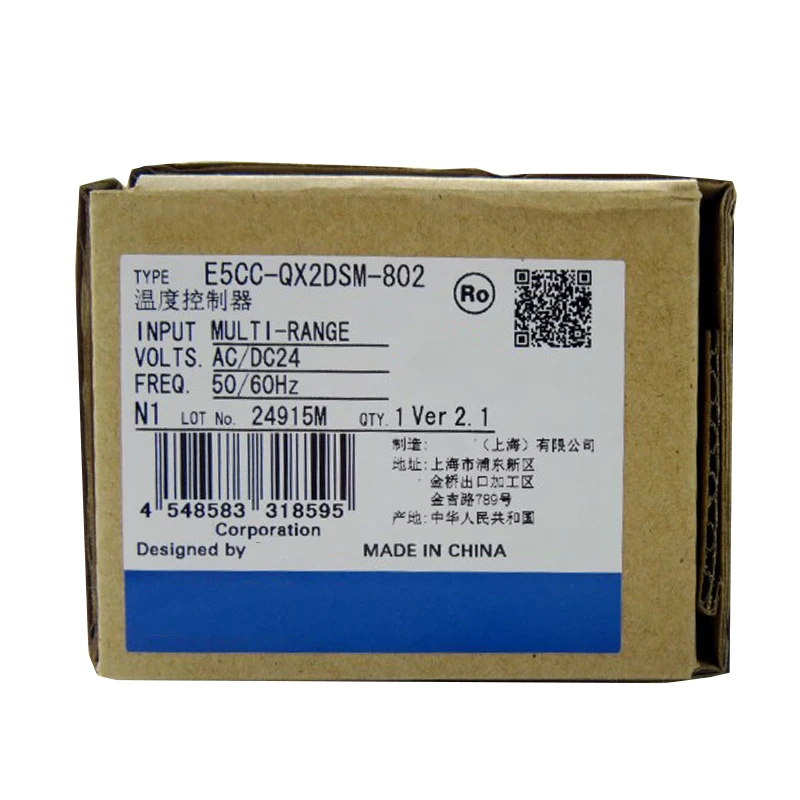 TYPE E5CC-QX2DSM-802
温度控制器
Ro
INPUT MULTI-RANGE
VOLTS. AC/DC24
FREQ. 50/60Hz
N1 LOT No. 24915M QTY. 1 Ver 2.1
制造: (上海)有限公司
地址: 上海市浦东新区
金桥出口加工区
金吉路789号
产地: 中华人民共和国
4 548583 318595
Corporation
Designed by MADE IN CHINA